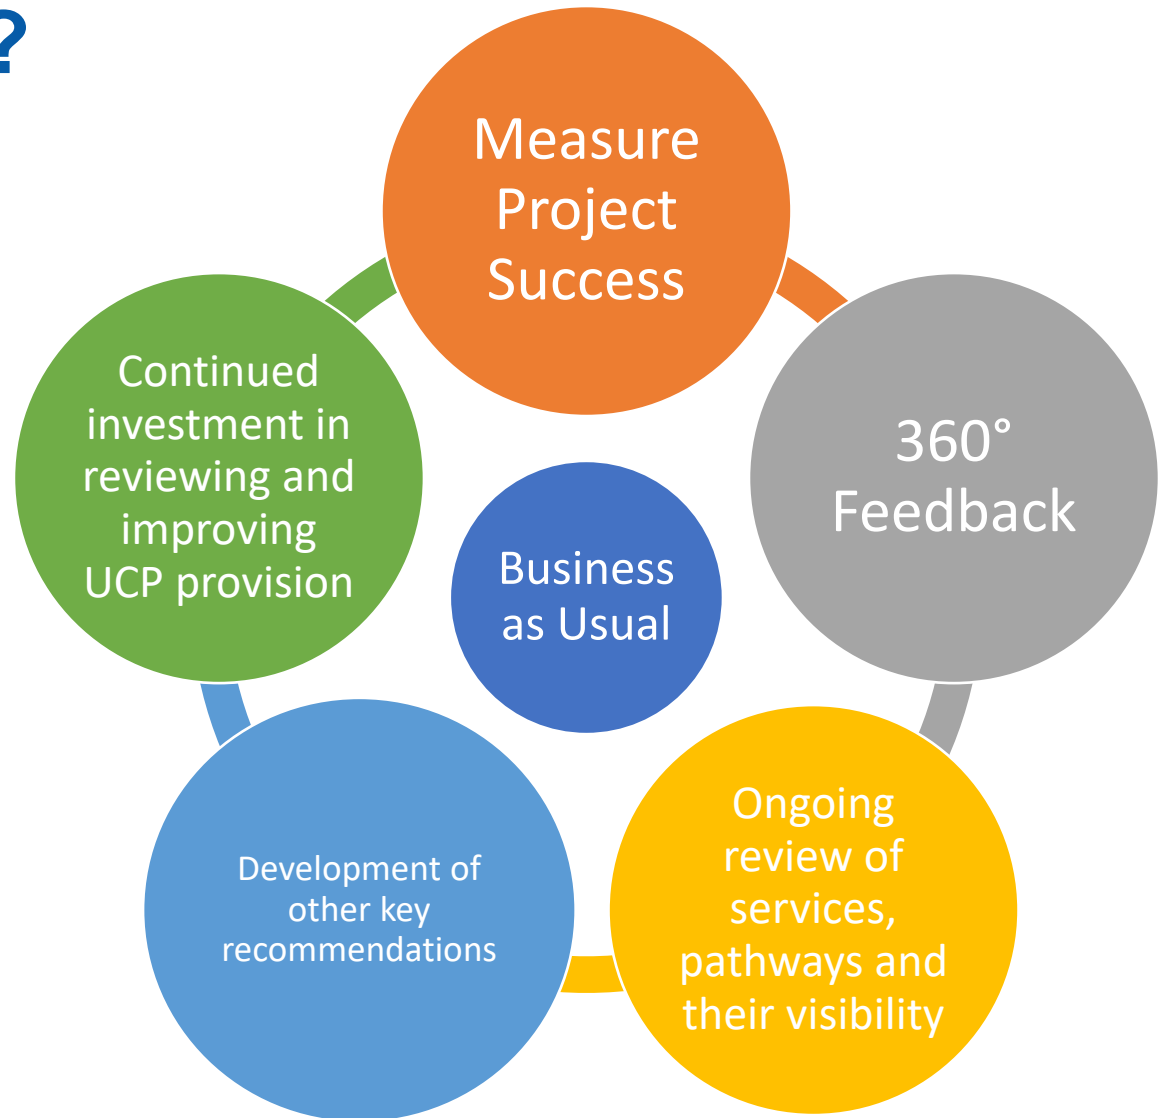 ?
Measure
Project
Success
360°
Feedback
Ongoing
review of
services,
pathways and
their visibility
Development of
other key
recommendations
Continued
investment in
reviewing and
improving
UCP provision
Business
as Usual